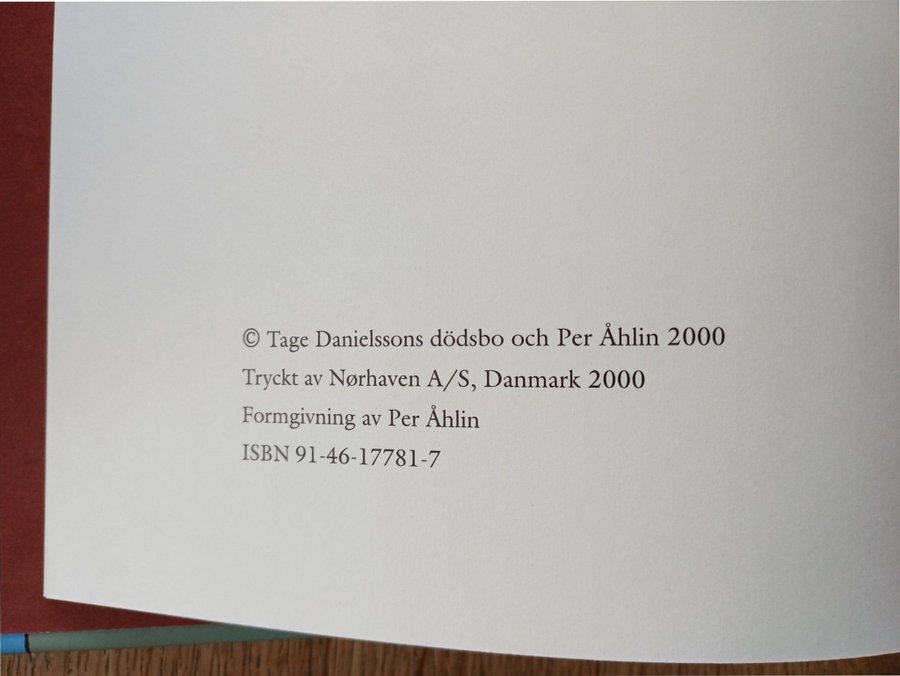 © Tage Danielssons dödsbo och Per Åhlin 2000
Tryckt av Nørhaven A/S, Danmark 2000
Formgivning av Per Åhlin
ISBN 91-46-17781-7